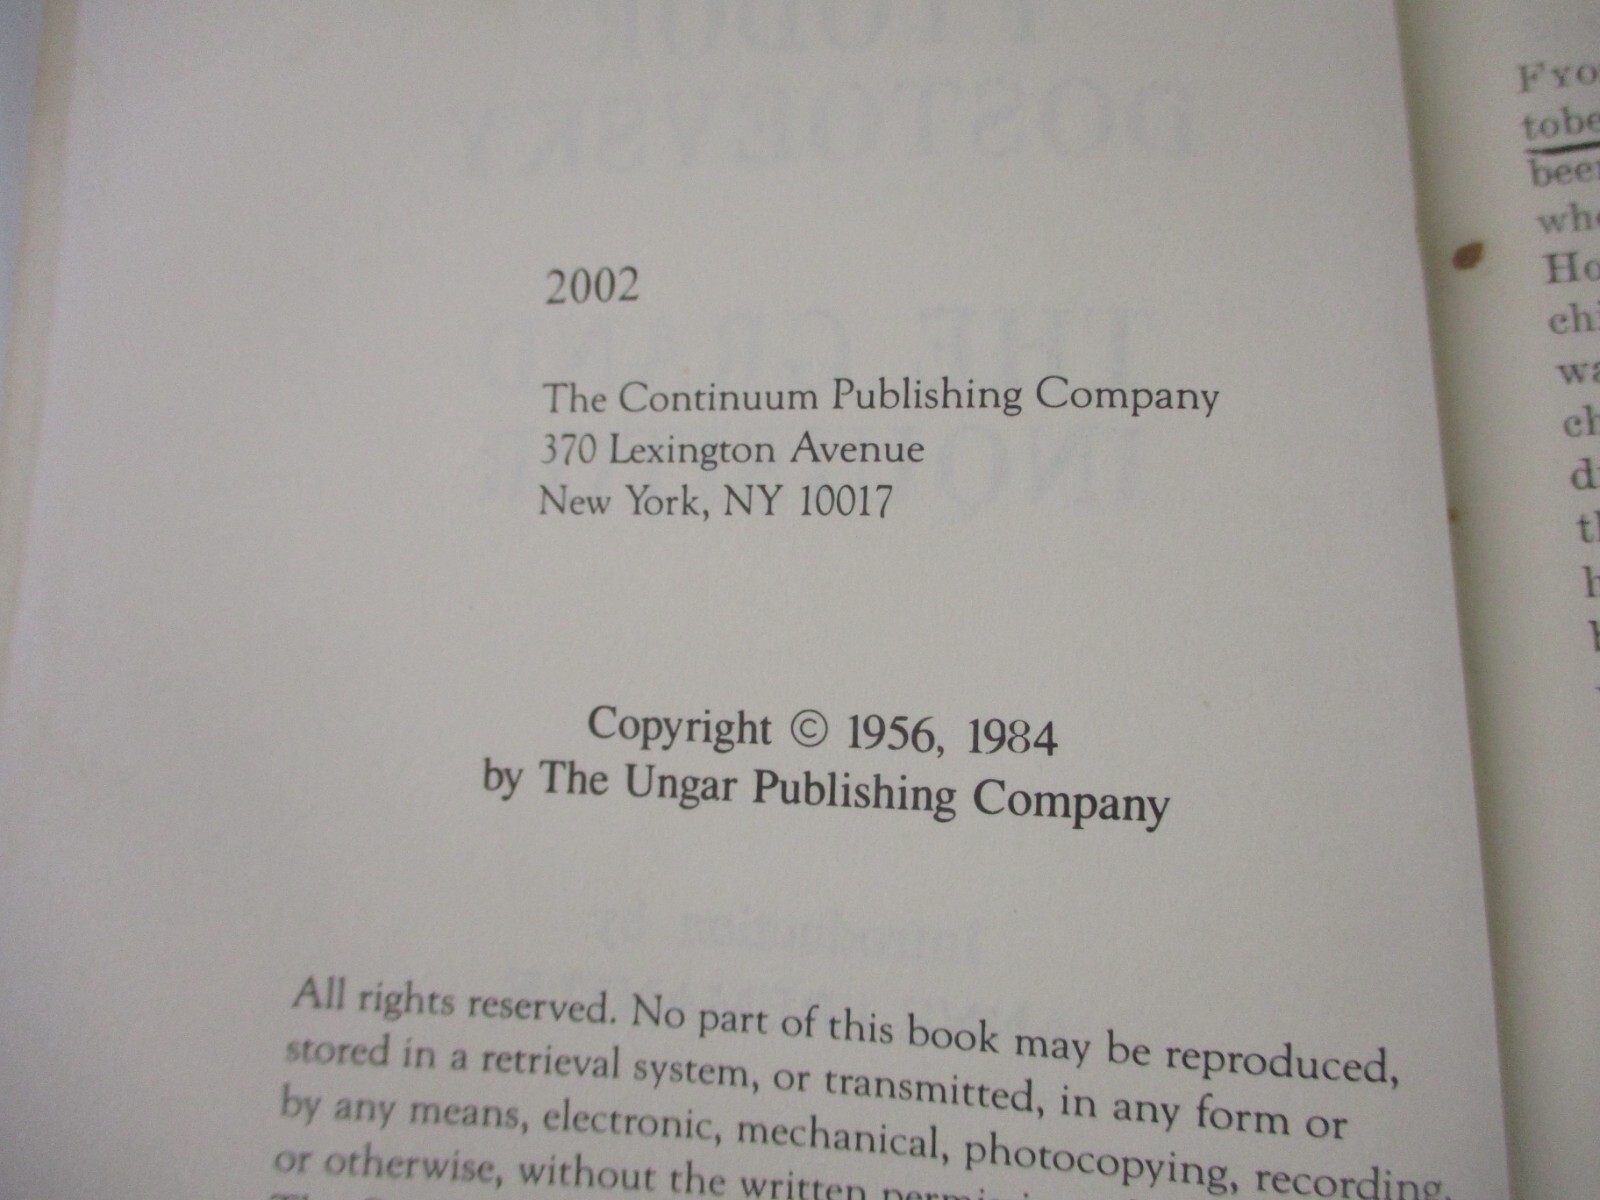 2002
The Continuum Publishing Company
370 Lexington Avenue
New York, NY 10017
Copyright © 1956, 1984
by The Ungar Publishing Company
All rights reserved. No part of this book may be reproduced,
stored in a retrieval system, or transmitted, in any form or
by any means, electronic, mechanical, photocopying, recording,
or otherwise, without the written